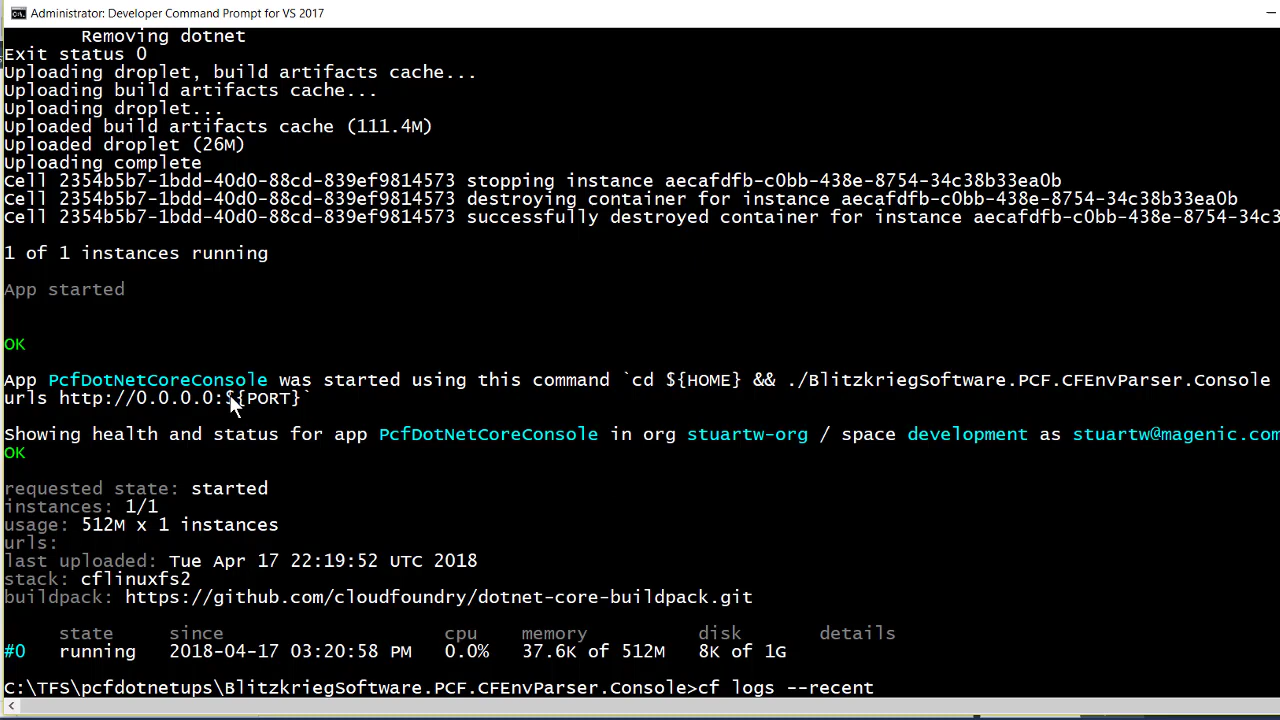 Administrator: Developer Command Prompt for VS 2017
Removing dotnet
Exit status 0
Uploading droplet, build artifacts cache...
Uploading build artifacts cache...
Uploading droplet...
Uploaded build artifacts cache (111.4M)
Uploaded droplet (26M)
Uploading complete
Cell 2354b5b7-1bdd-40d0-88cd-839ef9814573 stopping instance aecafdfb-c0bb-438e-8754-34c38b33ea0b
Cell 2354b5b7-1bdd-40d0-88cd-839ef9814573 destroying container for instance aecafdfb-c0bb-438e-8754-34c38b33ea0b
Cell 2354b5b7-1bdd-40d0-88cd-839ef9814573 successfully destroyed container for instance aecafdfb-c0bb-438e-8754-34c3
1 of 1 instances running
App started
OK
App PcfDotNetCoreConsole was started using this command `cd ${HOME} && ./BlitzkriegSoftware.PCF.CFEnvParser.Console
urls http://0.0.0.0:${PORT}`
Showing health and status for app PcfDotNetCoreConsole in org stuartw-org / space development as stuartw@magenic.com
OK
requested state: started
instances: 1/1
usage: 512M x 1 instances
urls:
last uploaded: Tue Apr 17 22:19:52 UTC 2018
stack: cflinuxfs2
buildpack: https://github.com/cloudfoundry/dotnet-core-buildpack.git
state since cpu memory disk details
#0 running 2018-04-17 03:20:58 PM 0.0% 37.6K of 512M 8K of 1G
C:\TFS\pcfdotnetups\BlitzkriegSoftware.PCF.CFEnvParser.Console>cf logs --recent